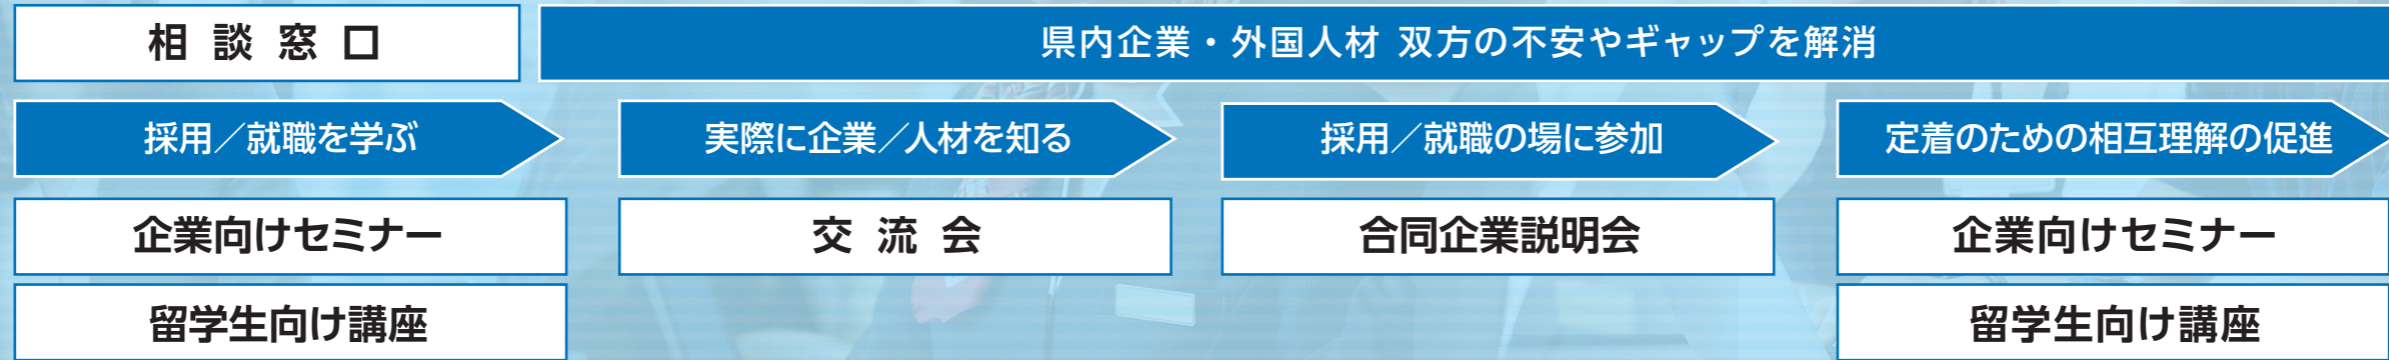 相談窓口
県内企業・外国人材 双方の不安やギャップを解消
採用／就職を学ぶ
実際に企業／人材を知る
採用／就職の場に参加
定着のための相互理解の促進
企業向けセミナー
交流会
合同企業説明会
企業向けセミナー
留学生向け講座
留学生向け講座